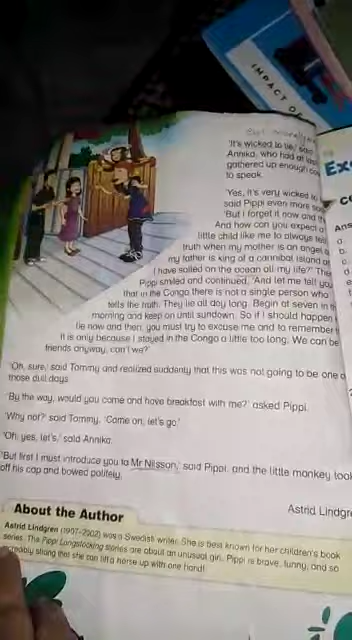 IMPACT OF
'It's wicked to lie,' said
Annika, who had at last
gathered up enough
to speak.
'Yes, it's very wicked to
said Pippi even more
'But I forget it now and
And how can you expect a
little child like me to always tell
truth when my mother is an angel
my father is king of a cannibal island
I have sailed on the ocean all my life?' Then
Pippi smiled and continued, 'And let me tell you
that in the Congo there is not a single person who
tells the truth. They lie all day long. Begin at seven in
morning and keep on until sundown. So if I should happen
lie now and then, you must try to excuse me and to remember
it is only because I stayed in the Congo a little too long. We can be
friends anyway, can't we?'
'Oh, sure,' said Tommy and realized suddenly that this was not going to be one
those dull days.
'By the way, would you come and have breakfast with me?' asked Pippi.
'Why not?' said Tommy. 'Come on, let's go.'
'Oh, yes, let's,' said Annika.
'But first I must introduce you to Mr Nilsson,' said Pippi, and the little monkey took
off his cap and bowed politely.
Astrid
About the Author
Astrid Lindgren (1907-2002) was a Swedish writer. She is best known for her children's book
series. The Pippi Longstocking stories are about an unusual girl. Pippi is brave, funny, and so
strong that she can lift a horse up with one hand!
a.
b.
c.
d.